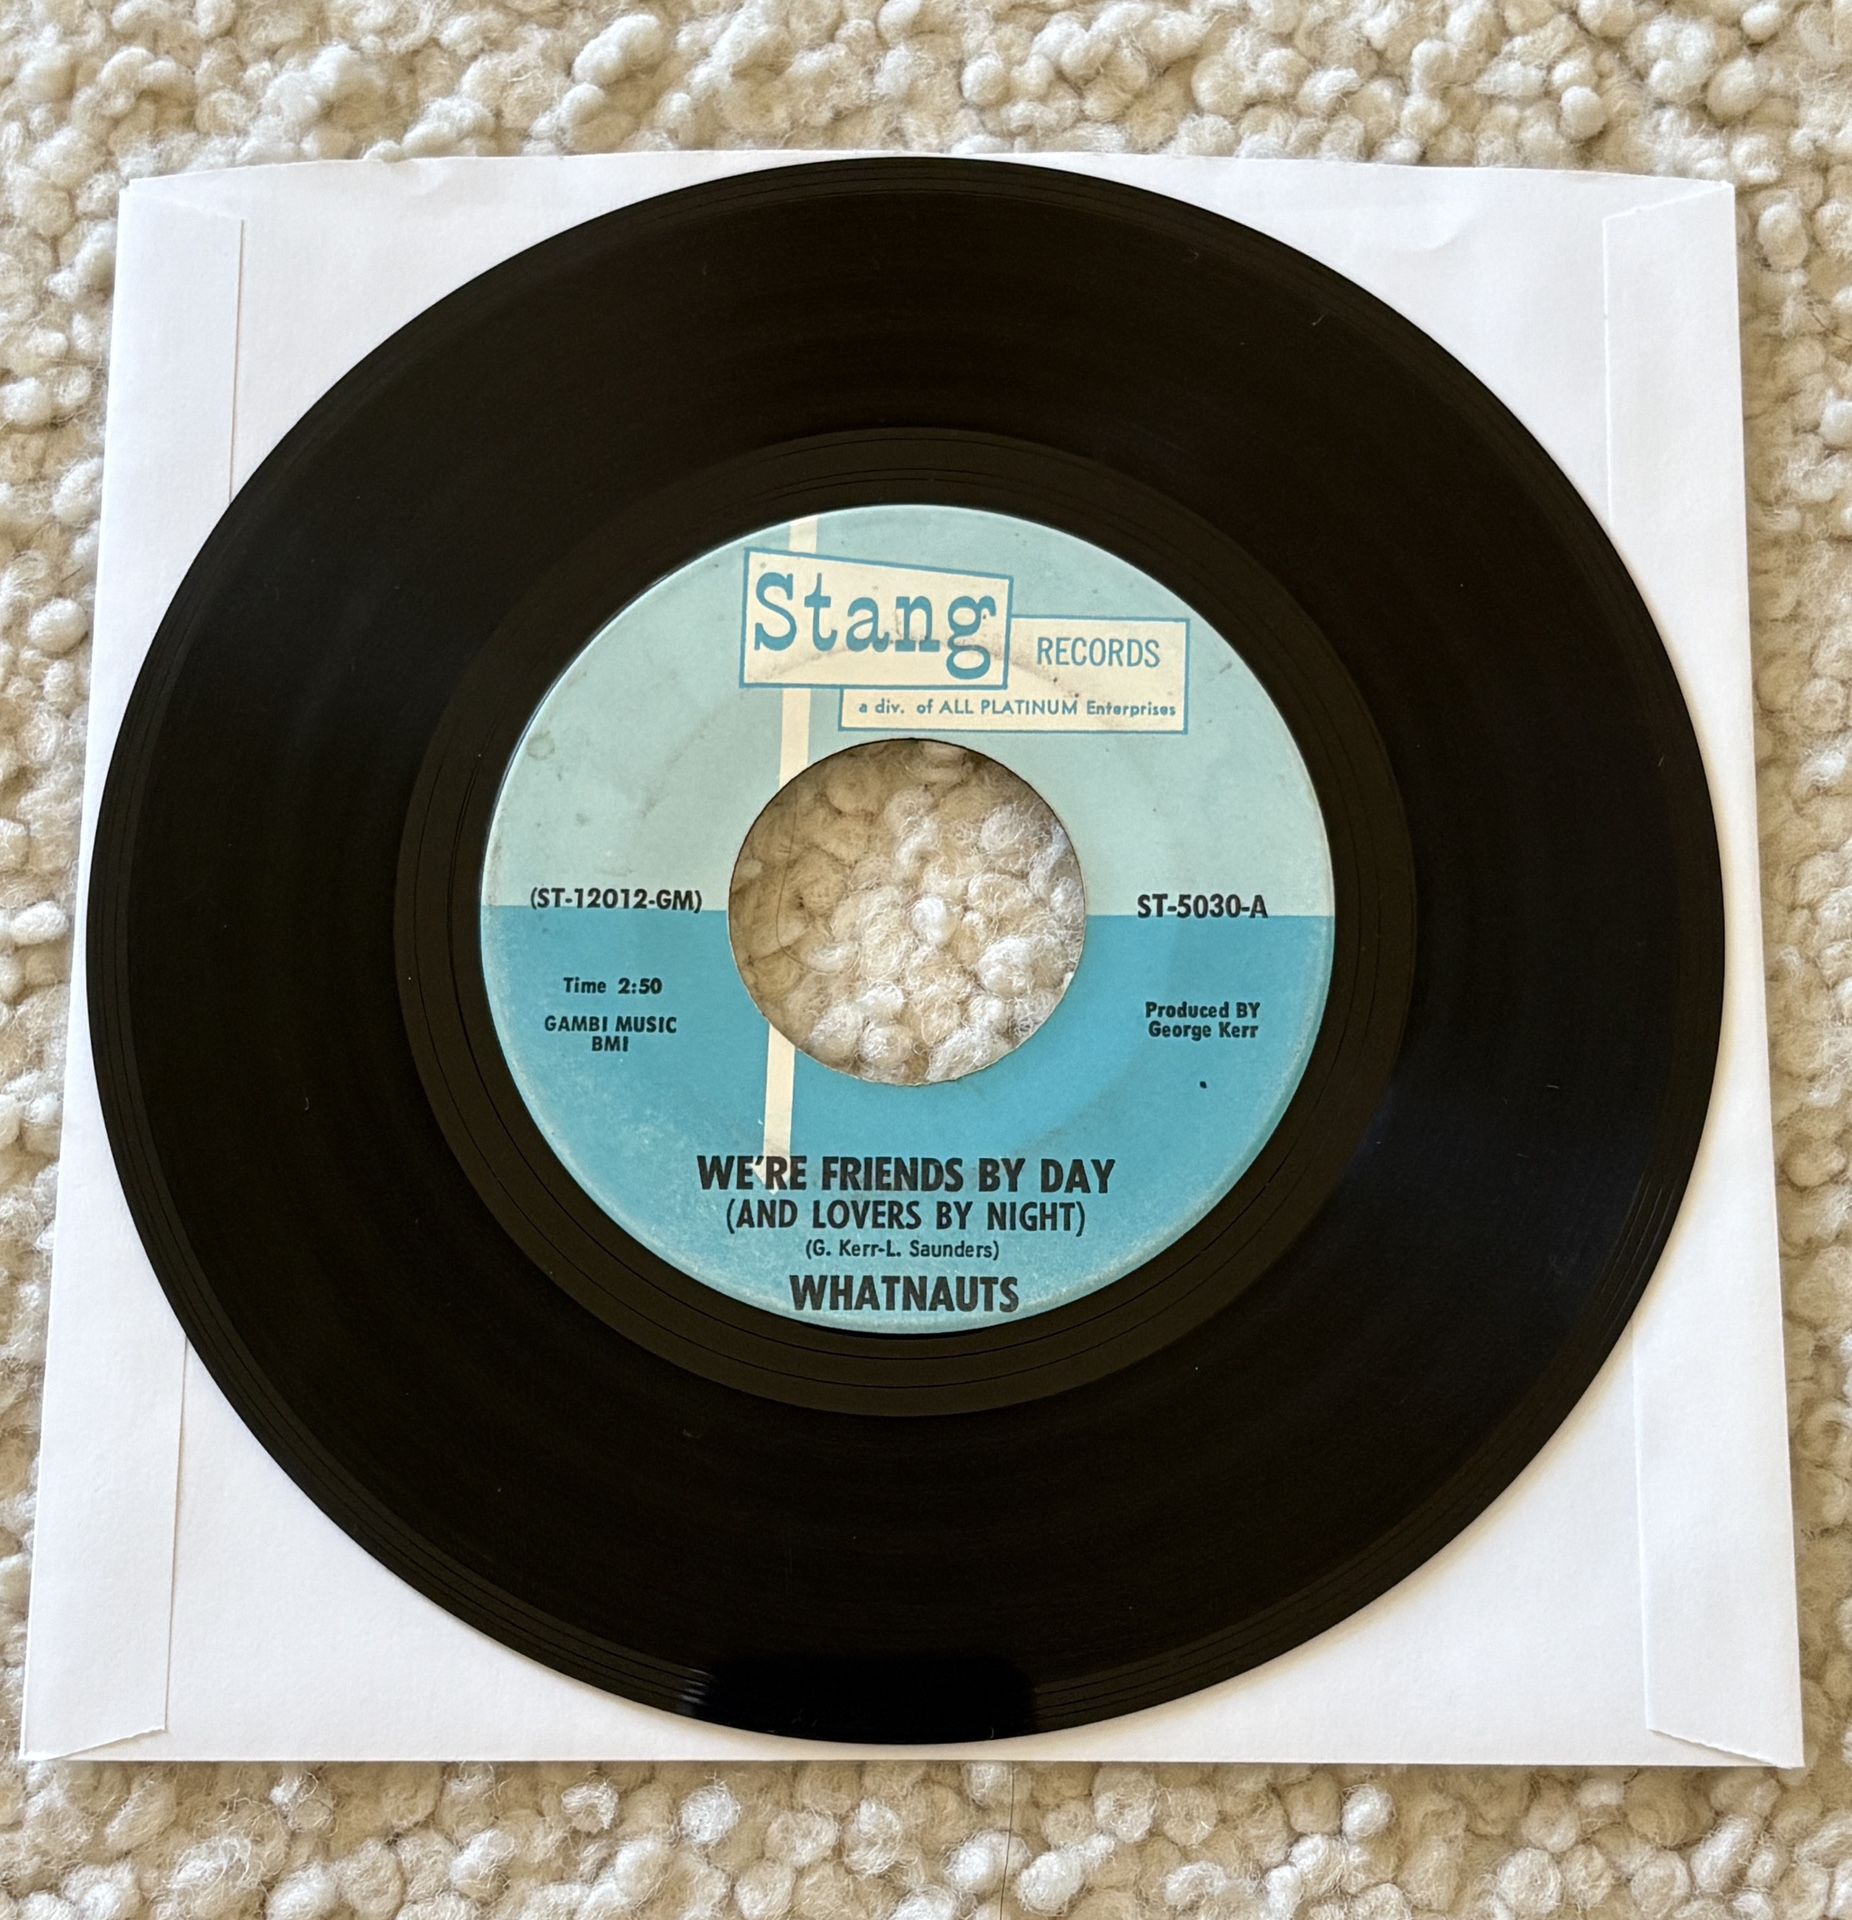 Stang
RECORDS
a div. of ALL PLATINUM Enterprises
(ST-12012-GM)
ST-5030-A
Time 2:50
GAMBI MUSIC
BMI
Produced BY
George Kerr
WE'RE FRIENDS BY DAY
(AND LOVERS BY NIGHT)
(G. Kerr-L. Saunders)
WHATNAUTS